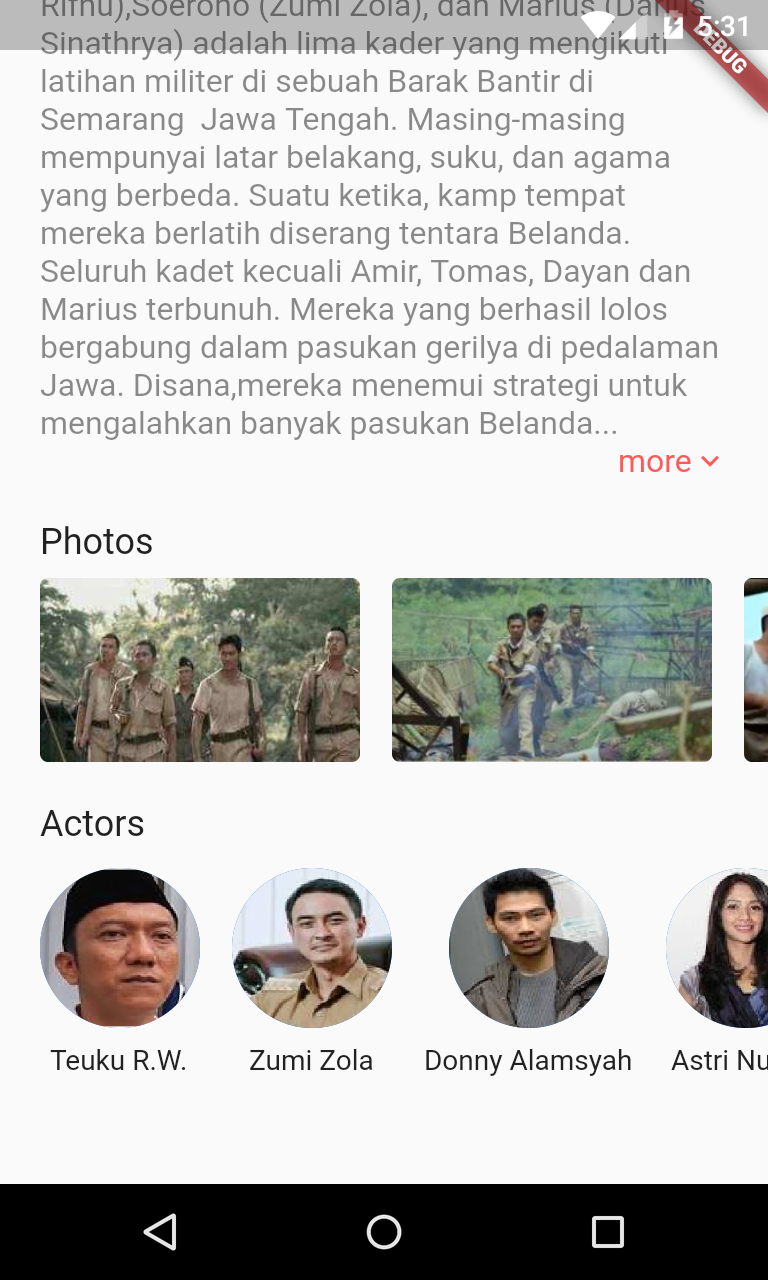 Rifnu),Soerono (Zumi Zola), dan Marius (Darius
Sinathrya) adalah lima kader yang mengikuti
latihan militer di sebuah Barak Bantir di
Semarang  Jawa Tengah. Masing-masing
mempunyai latar belakang, suku, dan agama
yang berbeda. Suatu ketika, kamp tempat
mereka berlatih diserang tentara Belanda.
Seluruh kadet kecuali Amir, Tomas, Dayan dan
Marius terbunuh. Mereka yang berhasil lolos
bergabung dalam pasukan gerilya di pedalaman
Jawa. Disana,mereka menemui strategi untuk
mengalahkan banyak pasukan Belanda...
more
5:31
DEBUG
Photos
Actors
Teuku R.W.
Zumi Zola
Donny Alamsyah
Astri Nu